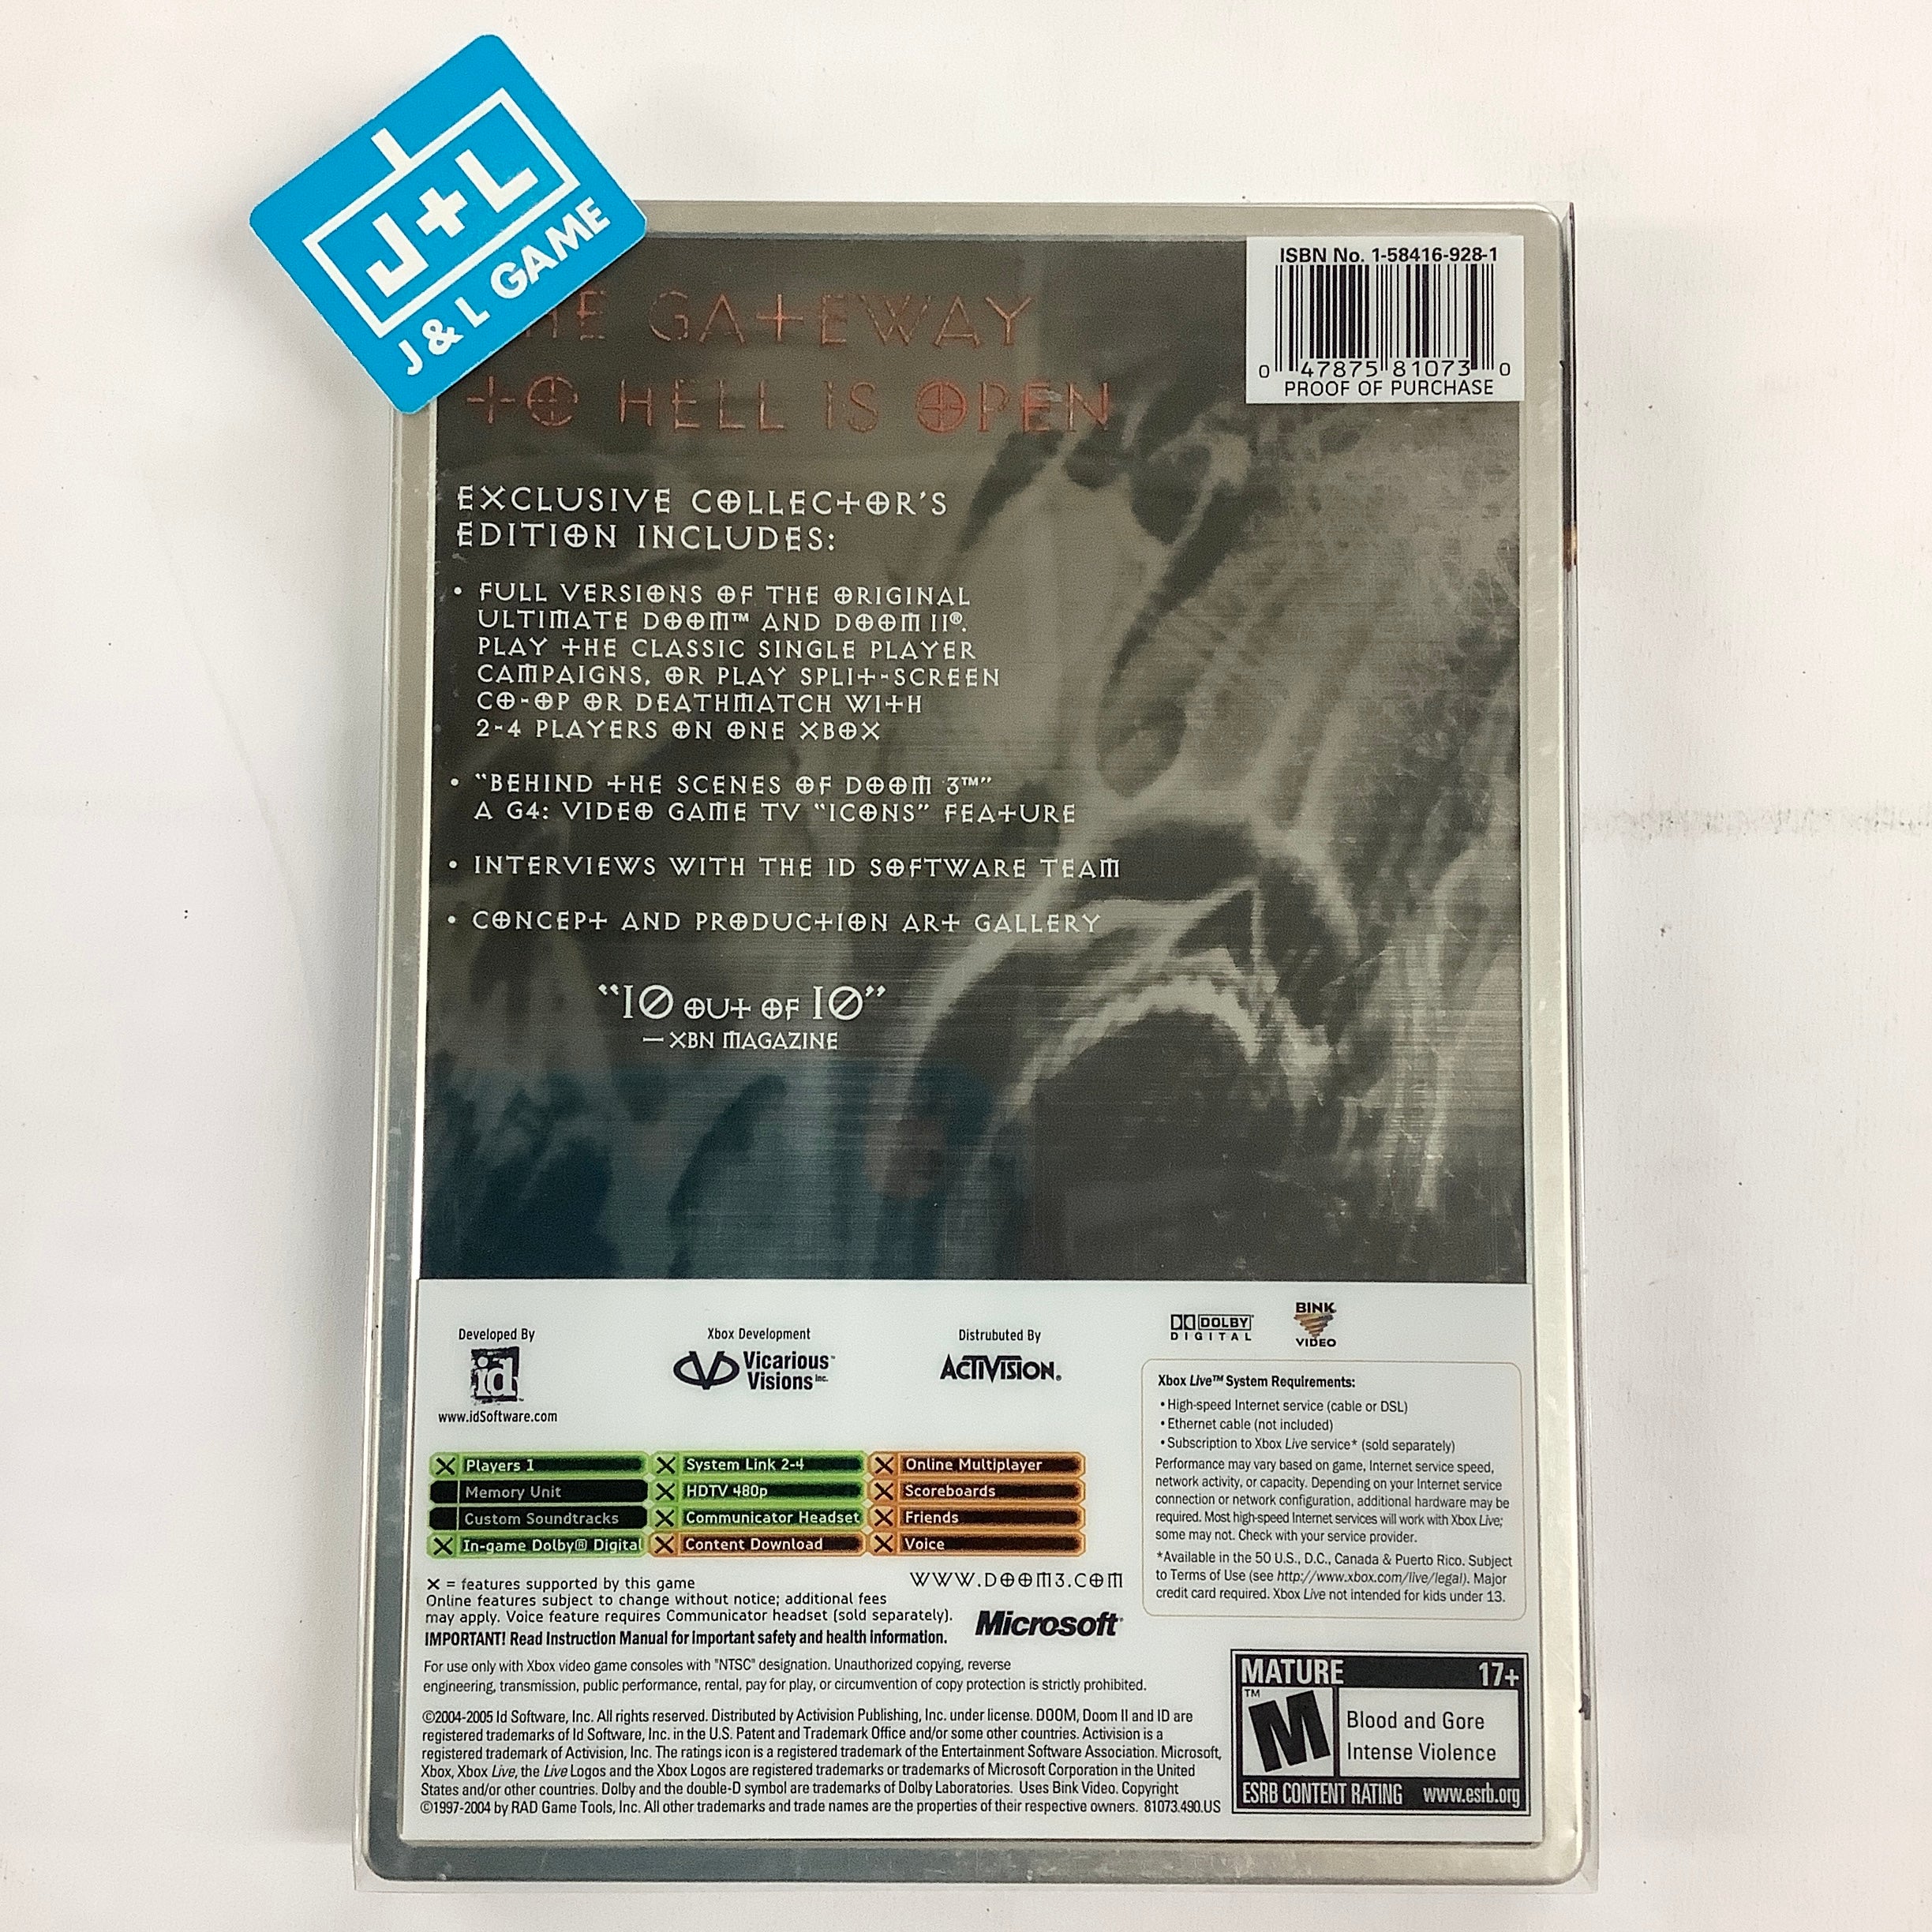 J+L
J & L GAME
HE GATEWAY
TO HELL IS OPEN
ISBN No. 1-58416-928-1
0 47875 81073 0
PROOF OF PURCHASE
EXCLUSIVE COLLECTOR'S
EDITION INCLUDES:
• FULL VERSIONS OF THE ORIGINAL
ULTIMATE DOOM™ AND DOOM II®.
PLAY THE CLASSIC SINGLE PLAYER
CAMPAIGNS, OR PLAY SPLIT-SCREEN
CO-OP OR DEATHMATCH WITH
2-4 PLAYERS ON ONE XBOX
• "BEHIND THE SCENES OF DOOM 3™"
A G4: VIDEO GAME TV "ICONS" FEATURE
• INTERVIEWS WITH THE ID SOFTWARE TEAM
• CONCEPT AND PRODUCTION ART GALLERY
"10 OUT OF 10"
— XBN MAGAZINE
Developed By
id
www.idSoftware.com
Xbox Development
Vicarious™
Visions Inc.
Distrubuted By
ACTIVISION®
DOLBY
DIGITAL
BINK
VIDEO
Players 1
Memory Unit
Custom Soundtracks
In-game Dolby® Digital
System Link 2-4
HDTV 480p
Communicator Headset
Content Download
Online Multiplayer
Scoreboards
Friends
Voice
X = features supported by this game
Online features subject to change without notice; additional fees
may apply. Voice feature requires Communicator headset (sold separately).
IMPORTANT! Read Instruction Manual for important safety and health information.
WWW.DOOM3.COM
Microsoft®
Xbox Live™ System Requirements:
• High-speed Internet service (cable or DSL)
• Ethernet cable (not included)
• Subscription to Xbox Live service* (sold separately)
Performance may vary based on game, Internet service speed,
network activity, or capacity. Depending on your Internet service
connection or network configuration, additional hardware may be
required. Most high-speed Internet services will work with Xbox Live;
some may not. Check with your service provider.
*Available in the 50 U.S., D.C., Canada & Puerto Rico. Subject
to Terms of Use (see http://www.xbox.com/live/legal). Major
credit card required. Xbox Live not intended for kids under 13.
For use only with Xbox video game consoles with "NTSC" designation. Unauthorized copying, reverse
engineering, transmission, public performance, rental, pay for play, or circumvention of copy protection is strictly prohibited.
©2004-2005 Id Software, Inc. All rights reserved. Distributed by Activision Publishing, Inc. under license. DOOM, Doom II and ID are
registered trademarks of Id Software, Inc. in the U.S. Patent and Trademark Office and/or some other countries. Activision is a
registered trademark of Activision, Inc. The ratings icon is a registered trademark of the Entertainment Software Association. Microsoft,
Xbox, Xbox Live, the Live Logos and the Xbox Logos are registered trademarks or trademarks of Microsoft Corporation in the United
States and/or other countries. Dolby and the double-D symbol are trademarks of Dolby Laboratories. Uses Bink Video. Copyright
©1997-2004 by RAD Game Tools, Inc. All other trademarks and trade names are the properties of their respective owners. 81073.490.US
MATURE 17+
M™
Blood and Gore
Intense Violence
ESRB CONTENT RATING www.esrb.org